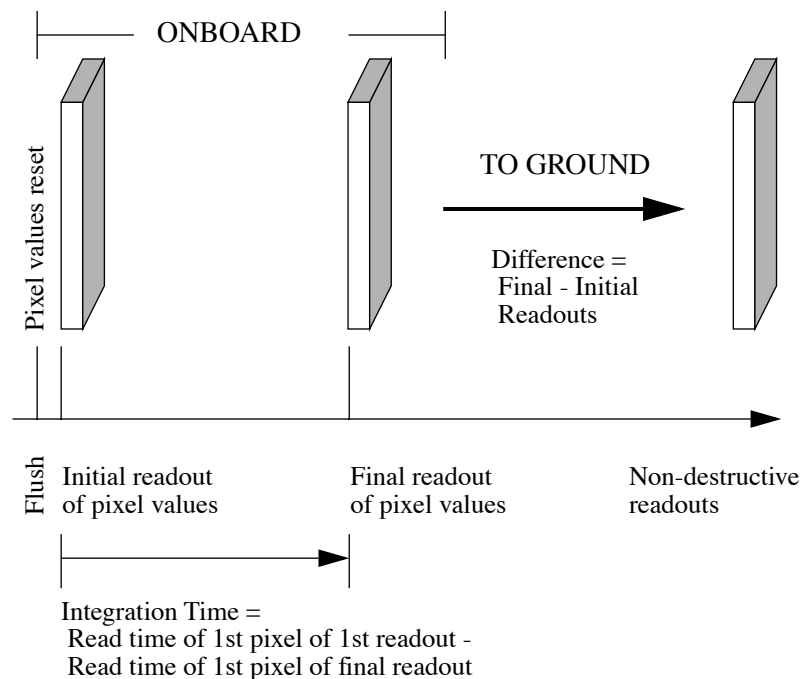 ONBOARD
Pixel values reset
TO GROUND
Difference =
Final - Initial
Readouts
Flush
Initial readout
of pixel values
Final readout
of pixel values
Non-destructive
readouts
Integration Time =
Read time of 1st pixel of 1st readout -
Read time of 1st pixel of final readout